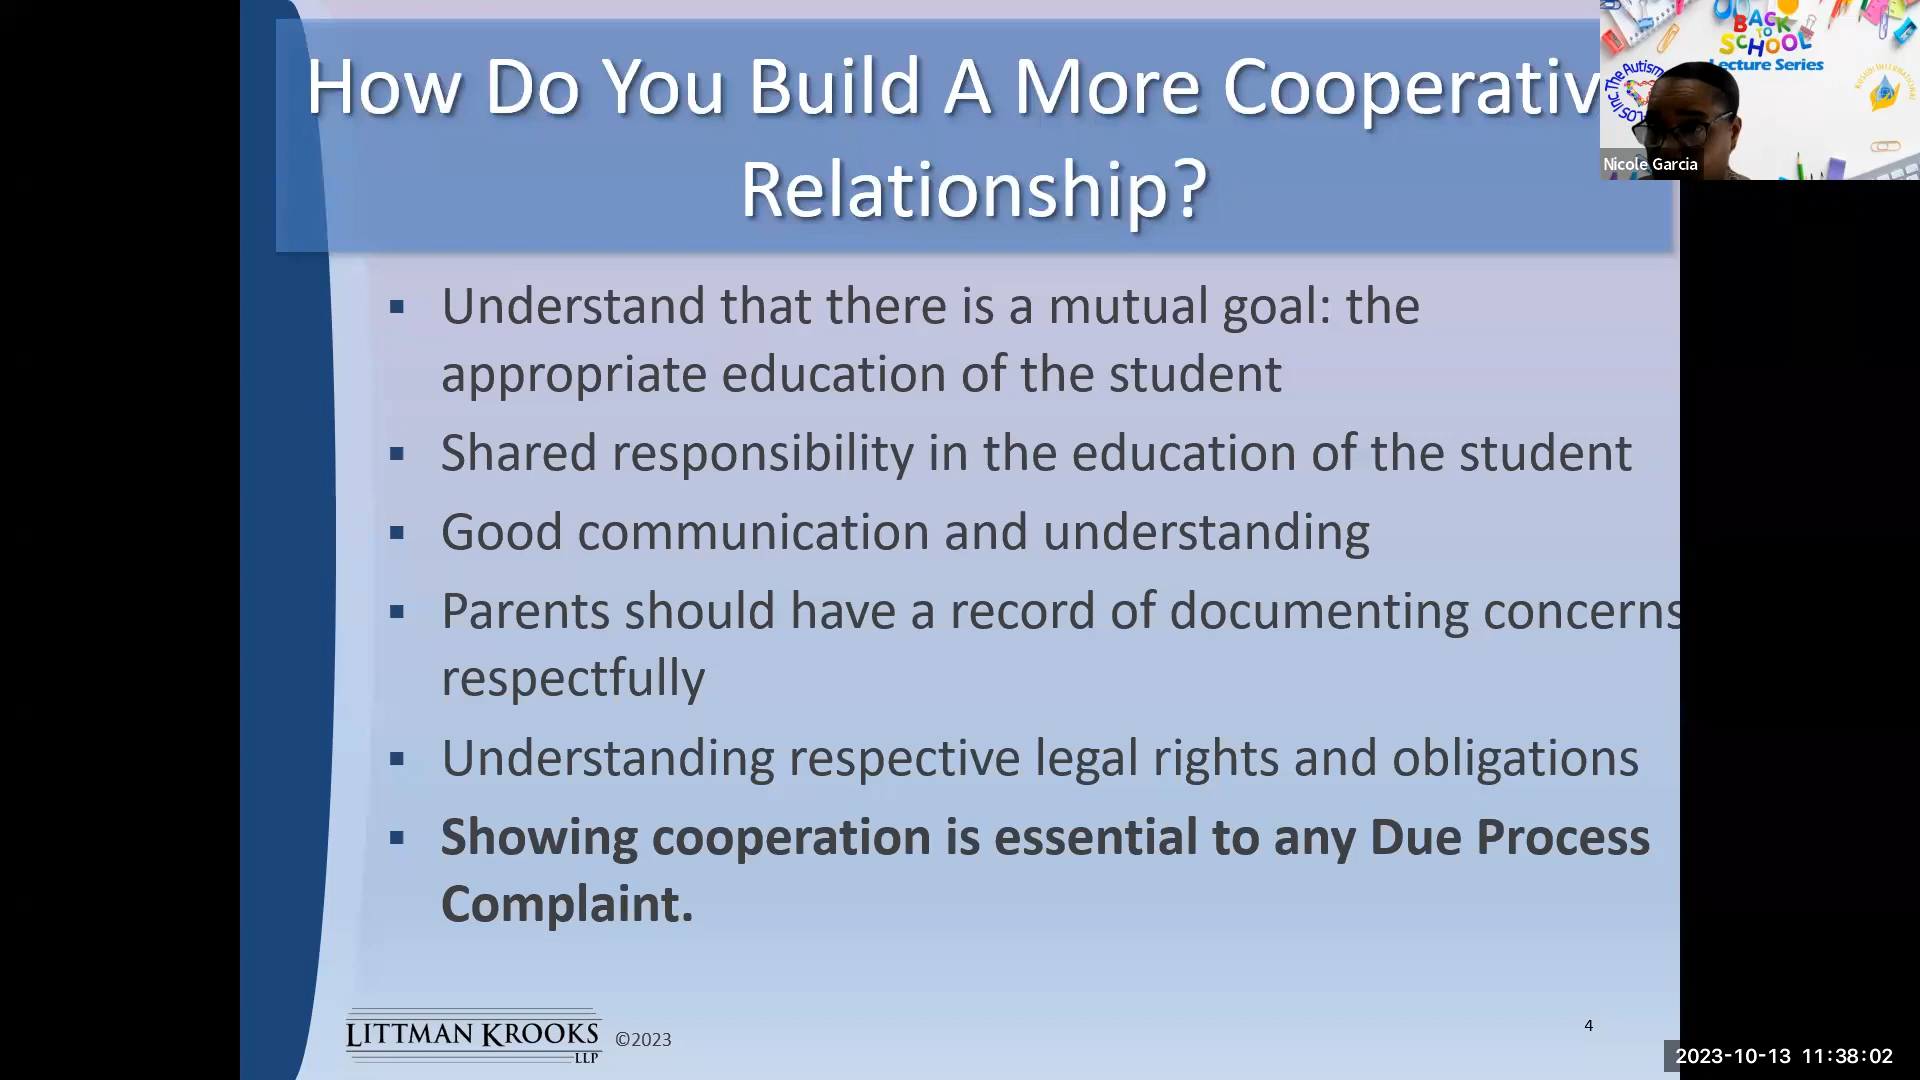 How Do You Build A More Cooperativ
Relationship?
BACK
TO
SCHOOL
Lecture Series
The Autism
LOS Inc.
Nicole Garcia
▪ Understand that there is a mutual goal: the
appropriate education of the student
▪ Shared responsibility in the education of the student
▪ Good communication and understanding
▪ Parents should have a record of documenting concerns
respectfully
▪ Understanding respective legal rights and obligations
▪ Showing cooperation is essential to any Due Process
Complaint.
LITTMAN KROOKS
LLP
©2023
4
2023-10-13 11:38:02